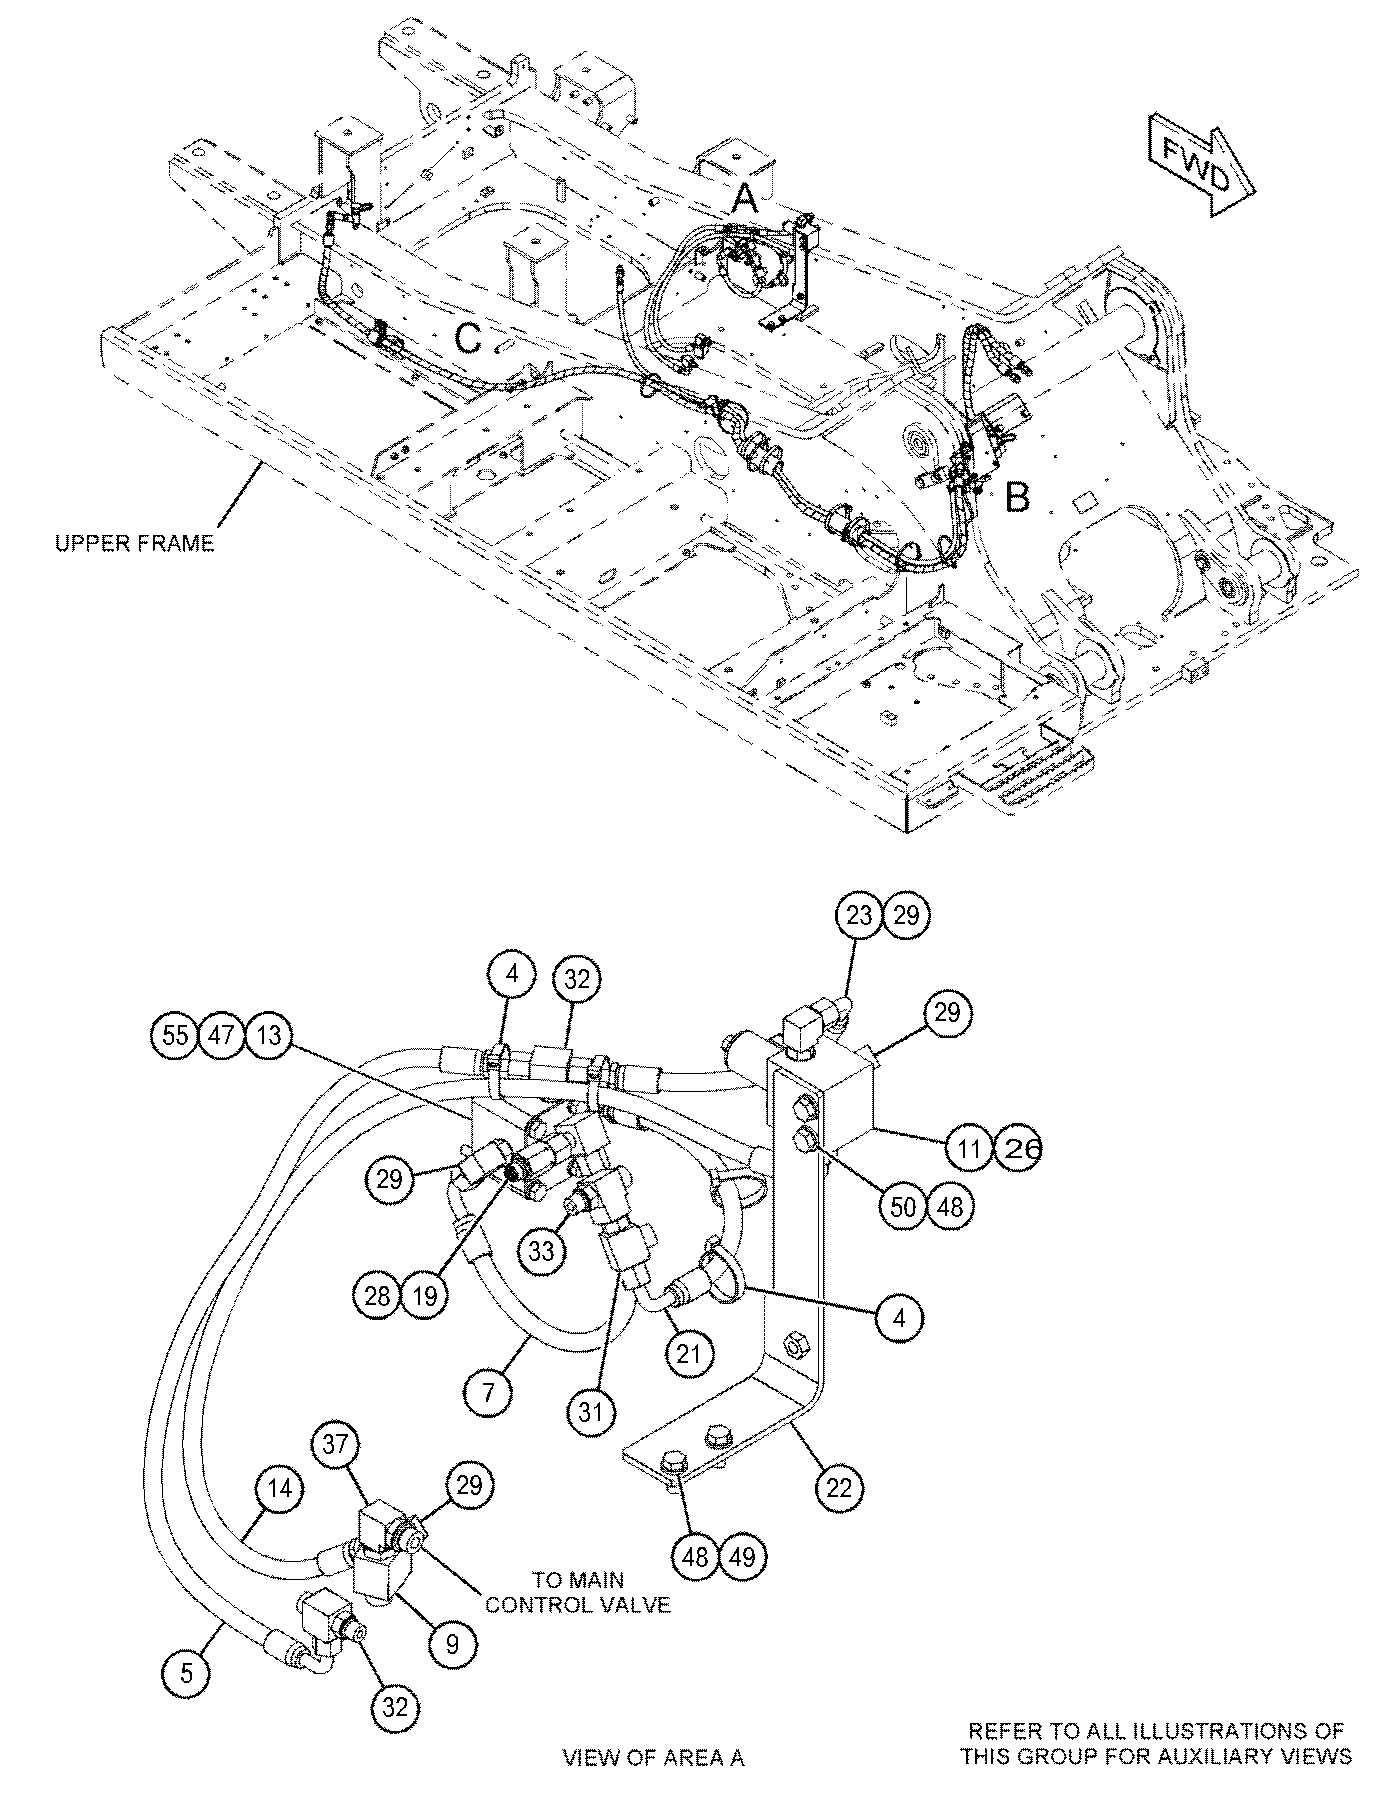 FWD
A
C
B
UPPER FRAME
23 29
4 32
29
55 47 13
11 26
29
50 48
33
28 19
4
21
7
31
37
29
14
22
48 49
TO MAIN
CONTROL VALVE
9
5
32
REFER TO ALL ILLUSTRATIONS OF
VIEW OF AREA A
THIS GROUP FOR AUXILIARY VIEWS